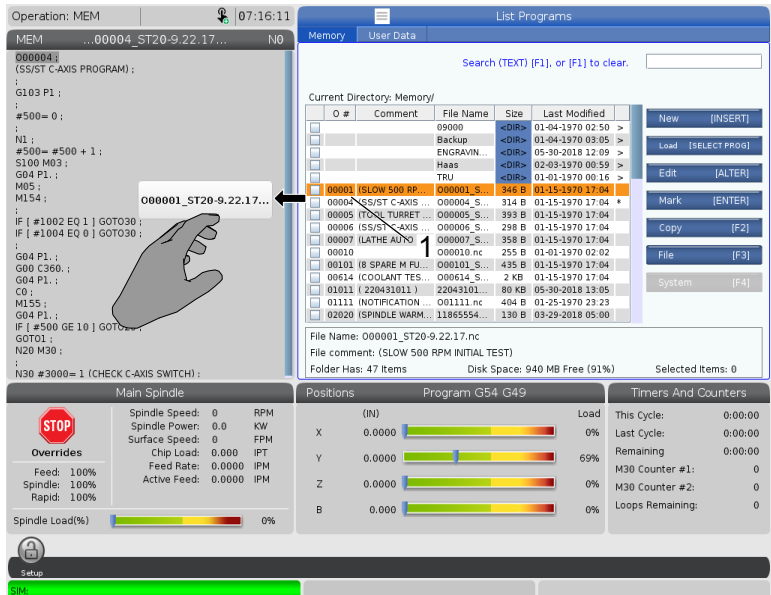 Operation: MEM
07:16:11
MEM ...00004_ST20-9.22.17... N0
O00004 ;
(SS/ST C-AXIS PROGRAM) ;
;
G103 P1 ;
;
#500= 0 ;
;
N1 ;
#500= #500 + 1 ;
S100 M03 ;
G04 P1. ;
M05 ;
M154 ;
;
IF [ #1002 EQ 1 ] GOTO30 ;
IF [ #1004 EQ 0 ] GOTO30 ;
;
G04 P1. ;
G00 C360. ;
G04 P1. ;
C0 ;
M155 ;
G04 P1. ;
IF [ #500 GE 10 ] GOTO20 ;
GOTO1 ;
N20 M30 ;
;
N30 #3000= 1 (CHECK C-AXIS SWITCH) ;
O00001_ST20-9.22.17...
1
List Programs
Memory
User Data
Search (TEXT) [F1], or [F1] to clear.
Current Directory: Memory/
O # Comment File Name Size Last Modified
09000 <DIR> 01-04-1970 02:50 >
Backup <DIR> 01-04-1970 03:05 >
ENGRAVIN... <DIR> 05-30-2018 12:09 >
Haas <DIR> 02-03-1970 00:59 >
TRU <DIR> 01-01-1970 00:16 >
00001 (SLOW 500 RP... O00001_S... 346 B 01-15-1970 17:04
00004 (SS/ST C-AXIS ... O00004_S... 314 B 01-15-1970 17:04 *
00005 (TOOL TURRET ... O00005_S... 393 B 01-15-1970 17:04
00006 (SS/ST C-AXIS ... O00006_S... 298 B 01-15-1970 17:04
00007 (LATHE AUTO O00007_S... 358 B 01-15-1970 17:04
00010 O00010.nc 255 B 01-01-1970 02:02
00101 (8 SPARE M FU... O00101_S... 435 B 01-15-1970 17:04
00614 (COOLANT TES... O00614_S... 2 KB 01-15-1970 17:04
01011 ( 220431011 ) 22043101... 80 KB 05-30-2018 13:05
01111 (NOTIFICATION ... O01111.nc 404 B 01-25-1970 23:23
02020 (SPINDLE WARM... 11865554... 130 B 03-29-2018 05:00
New [INSERT]
Load [SELECT PROG]
Edit [ALTER]
Mark [ENTER]
Copy [F2]
File [F3]
System [F4]
File Name: O00001_ST20-9.22.17.nc
File comment: (SLOW 500 RPM INITIAL TEST)
Folder Has: 47 Items Disk Space: 940 MB Free (91%) Selected Items: 0
Main Spindle
STOP
Overrides
Feed: 100%
Spindle: 100%
Rapid: 100%
Spindle Speed: 0 RPM
Spindle Power: 0.0 KW
Surface Speed: 0 FPM
Chip Load: 0.000 IPT
Feed Rate: 0.0000 IPM
Active Feed: 0.0000 IPM
Spindle Load(%) 0%
Positions Program G54 G49
(IN) Load
X 0.0000 0%
Y 0.0000 69%
Z 0.0000 0%
B 0.000 0%
Timers And Counters
This Cycle: 0:00:00
Last Cycle: 0:00:00
Remaining 0:00:00
M30 Counter #1: 0
M30 Counter #2: 0
Loops Remaining: 0
Setup
SIM: